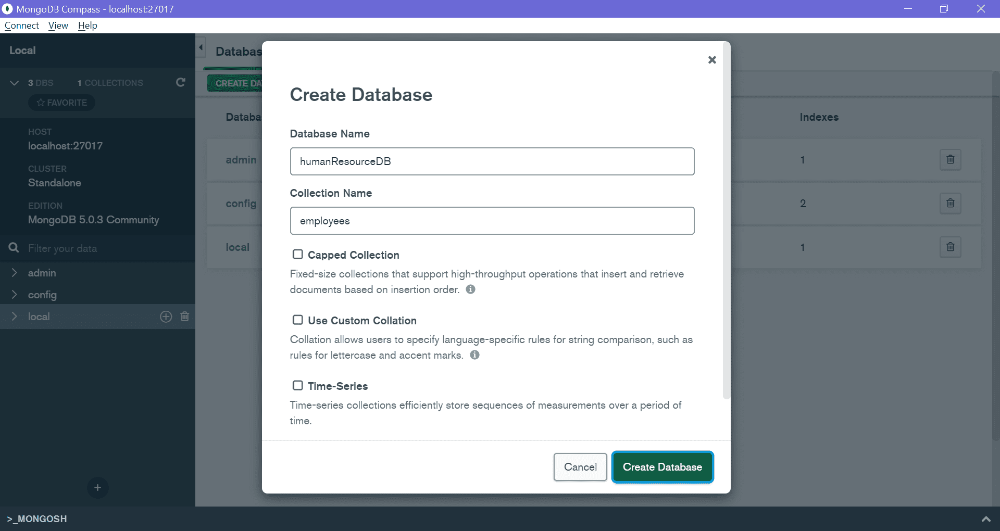 MongoDB Compass - localhost:27017
Connect View Help
Local
3 DBS 1 COLLECTIONS
FAVORITE
HOST
localhost:27017
CLUSTER
Standalone
EDITION
MongoDB 5.0.3 Community
Filter your data
admin
config
local
+
>_MONGOSH
Databas
CREATE DA
Databa
Indexes
admin
1
config
2
local
1
Create Database
Database Name
humanResourceDB
Collection Name
employees
Capped Collection
Fixed-size collections that support high-throughput operations that insert and retrieve
documents based on insertion order.
Use Custom Collation
Collation allows users to specify language-specific rules for string comparison, such as
rules for lettercase and accent marks.
Time-Series
Time-series collections efficiently store sequences of measurements over a period of
time.
Cancel Create Database